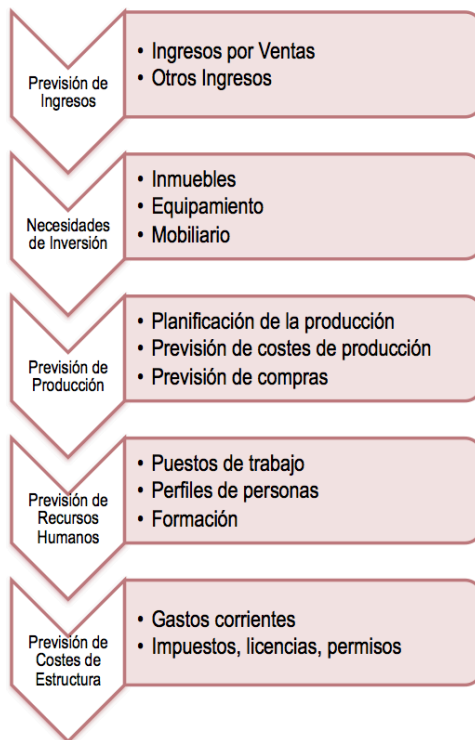 Previsión de
Ingresos
• Ingresos por Ventas
• Otros Ingresos
Necesidades
de Inversión
• Inmuebles
• Equipamiento
• Mobiliario
Previsión de
Producción
• Planificación de la producción
• Previsión de costes de producción
• Previsión de compras
Previsión de
Recursos
Humanos
• Puestos de trabajo
• Perfiles de personas
• Formación
Previsión de
Costes de
Estructura
• Gastos corrientes
• Impuestos, licencias, permisos